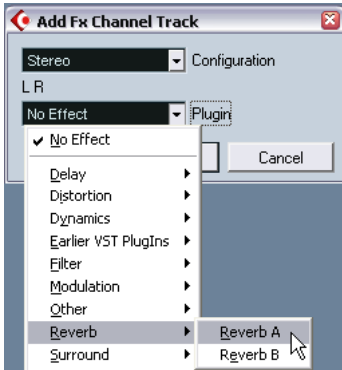 Add Fx Channel Track
Stereo Configuration
L R
No Effect Plugin
No Effect
Cancel
Delay
Distortion
Dynamics
Earlier VST PlugIns
Filter
Modulation
Other
Reverb Reverb A
Surround Reverb B